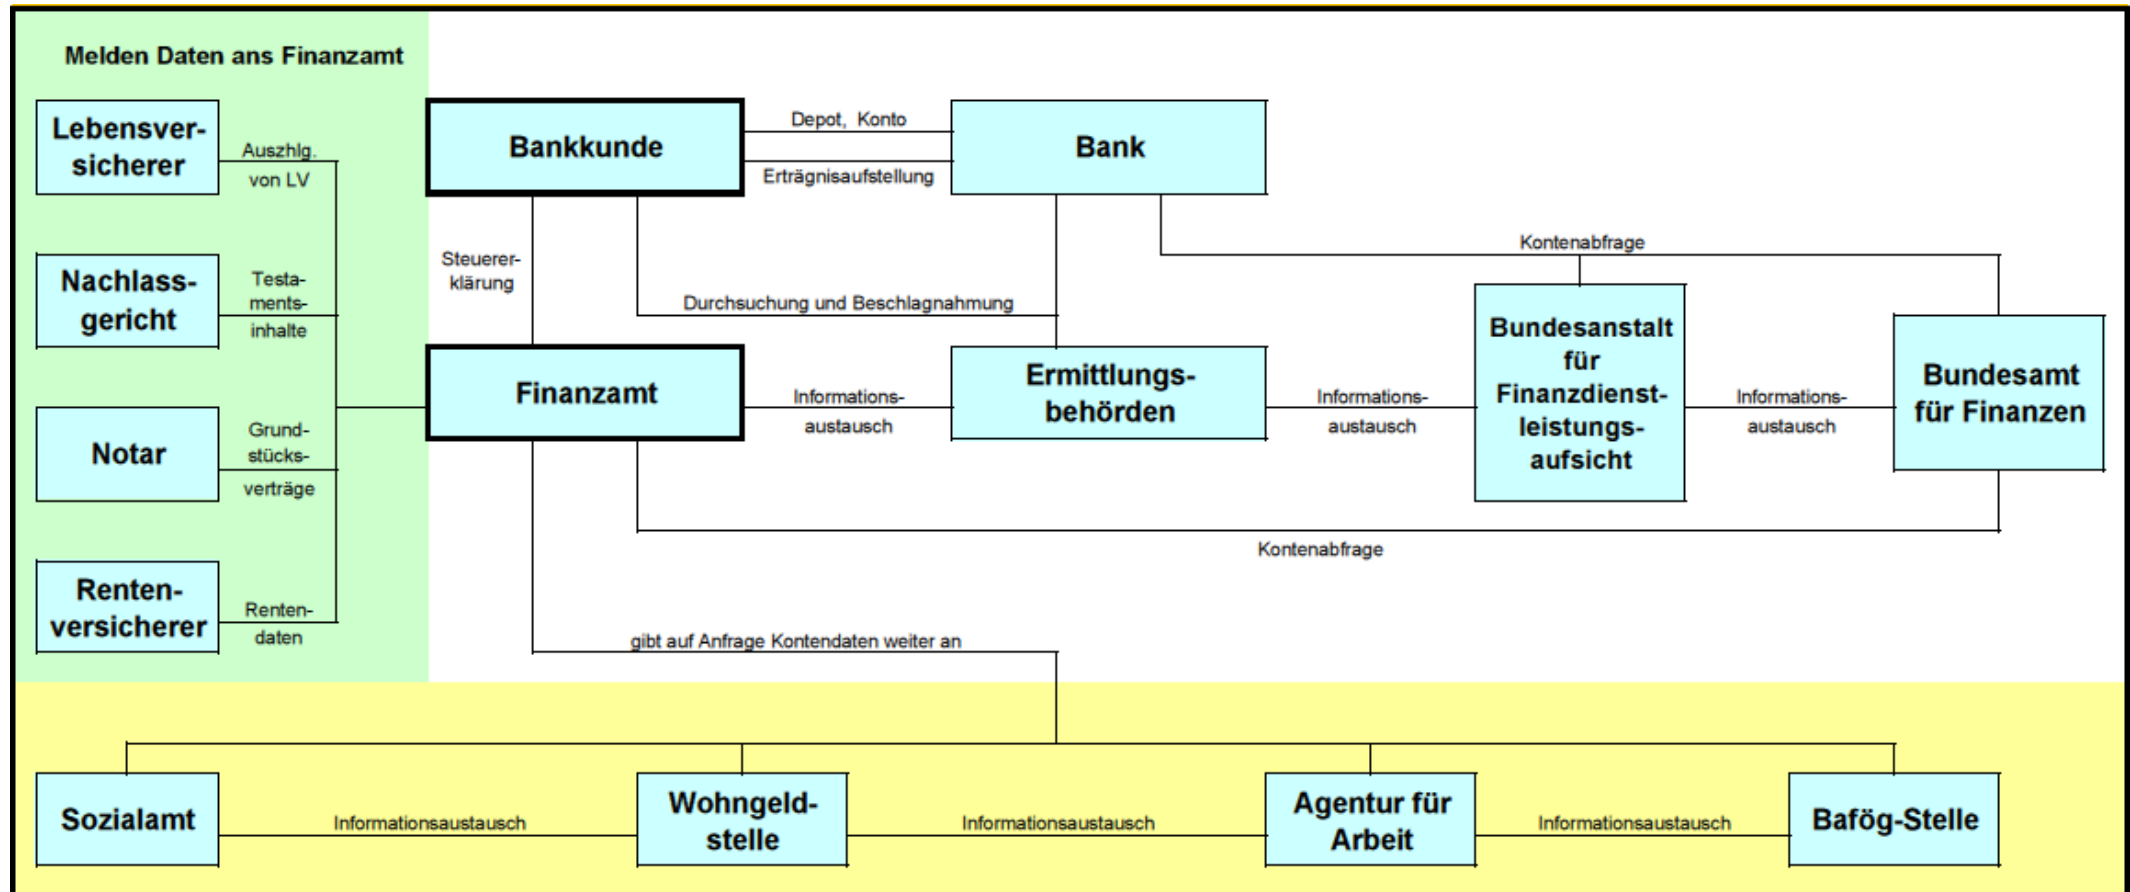 Melden Daten ans Finanzamt
Lebensver-
sicherer
Auszhlg.
von LV
Bankkunde
Depot, Konto
Erträgnisaufstellung
Bank
Kontenabfrage
Nachlass-
gericht
Testa-
ments-
inhalte
Steuerer-
klärung
Durchsuchung und Beschlagnahmung
Finanzamt
Informations-
austausch
Ermittlungs-
behörden
Informations-
austausch
Bundesanstalt
für
Finanzdienst-
leistungs-
aufsicht
Informations-
austausch
Bundesamt
für Finanzen
Notar
Grund-
stücks-
verträge
Kontenabfrage
Renten-
versicherer
Renten-
daten
gibt auf Anfrage Kontendaten weiter an
Sozialamt
Informationsaustausch
Wohngeld-
stelle
Informationsaustausch
Agentur für
Arbeit
Informationsaustausch
Bafög-Stelle